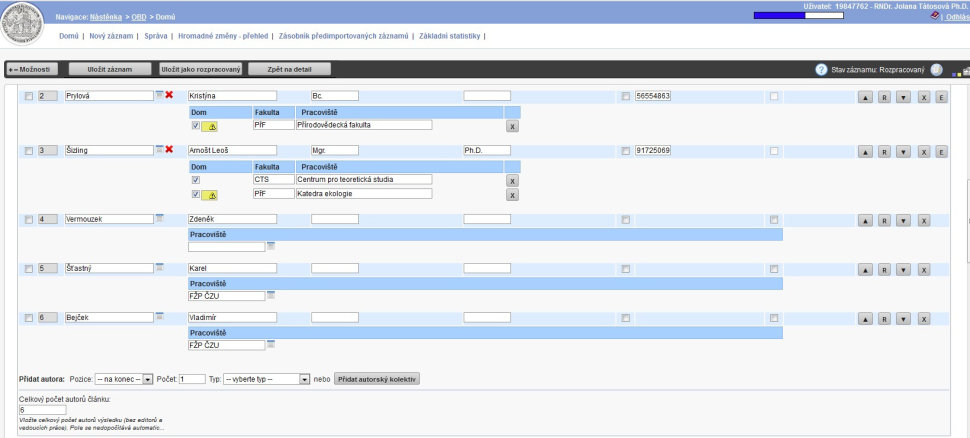 Uživatel: 19847762 - RNDr. Jolana Tátosová Ph.D.
Navigace: Nástěnka > OBD > Domů
| Odhlás
Domů | Nový záznam | Správa | Hromadné změny - přehled | Zásobník předimportovaných záznamů | Základní statistiky |
+ – Možnosti Uložit záznam Uložit jako rozpracovaný Zpět na detail ? Stav záznamu: Rozpracovaný
2 Prylová Kristýna Bc. 56554863 ▲ R ▼ X E
Dom Fakulta Pracoviště
PřF Přírodovědecká fakulta X
3 Šizling Arnošt Leoš Mgr. Ph.D. 91725069 ▲ R ▼ X E
Dom Fakulta Pracoviště
CTS Centrum pro teoretická studia X
PřF Katedra ekologie X
4 Vermouzek Zdeněk ▲ R ▼ X
Pracoviště
5 Šťastný Karel ▲ R ▼ X
Pracoviště
FŽP ČZU
6 Bejček Vladimír ▲ R ▼ X
Pracoviště
FŽP ČZU
Přidat autora: Pozice: -- na konec -- Počet: 1 Typ: -- vyberte typ -- nebo Přidat autorský kolektiv
Celkový počet autorů článku:
6
Vložte celkový počet autorů výsledku (bez editorů a
vedoucích práce). Pole se nedopočítává automatic...